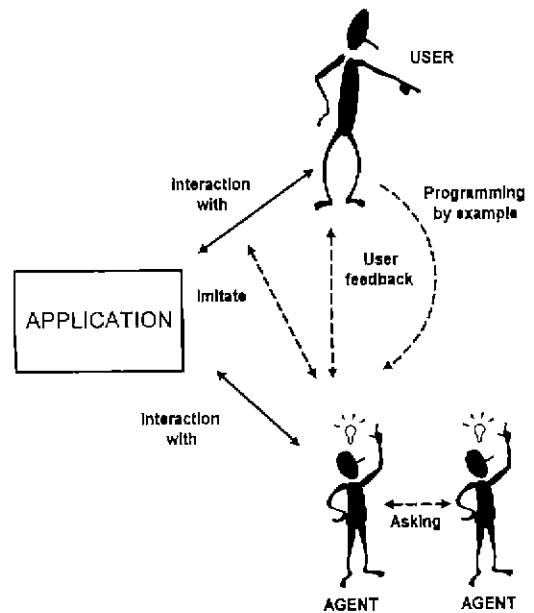 USER
Interaction
with
Programming
by example
User
feedback
Imitate
APPLICATION
Interaction
with
Asking
AGENT
AGENT